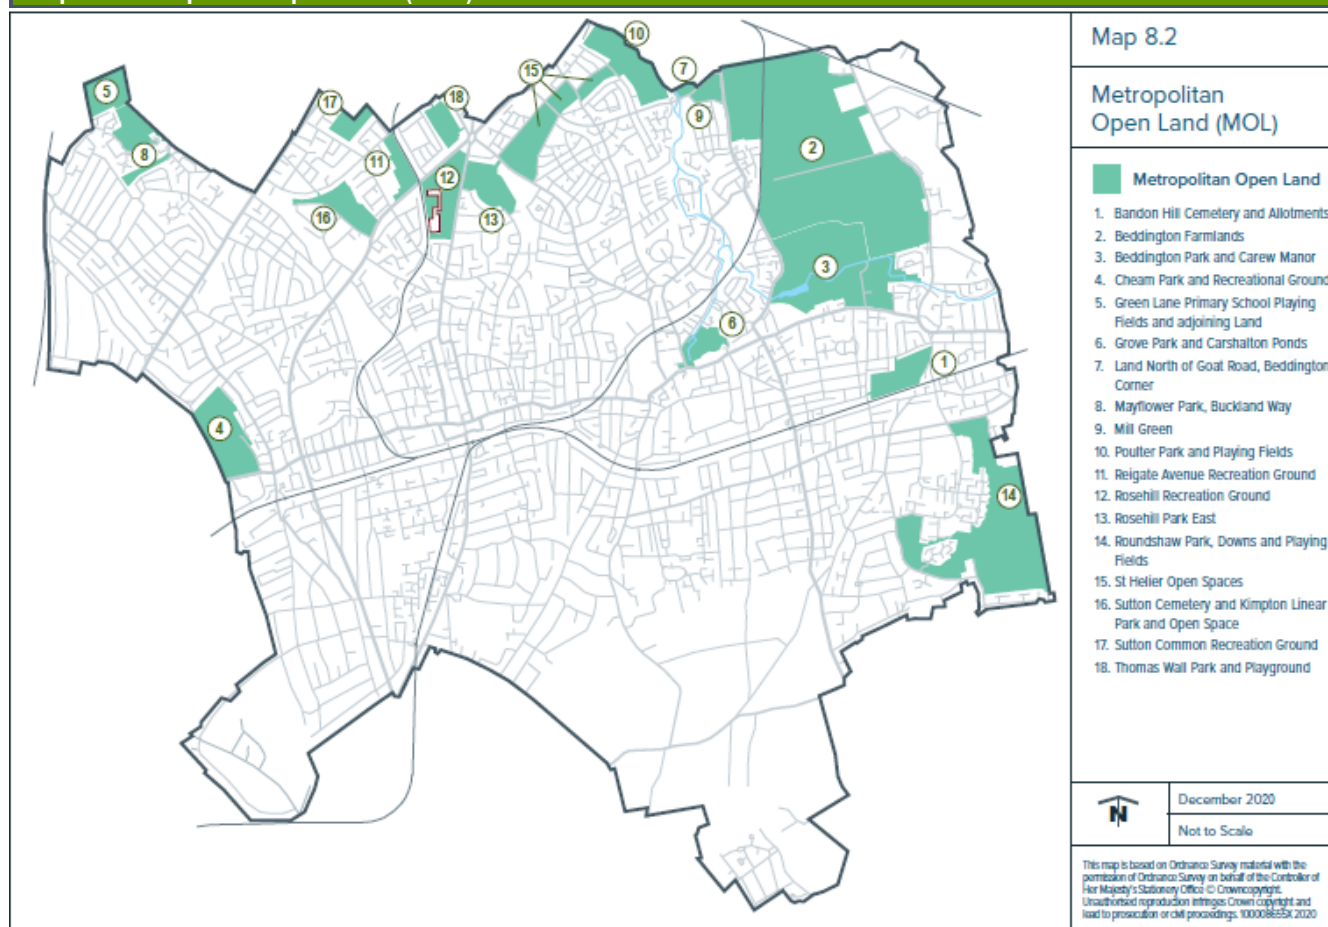 Map 8.2
Metropolitan
Open Land (MOL)
Metropolitan Open Land
1. Bandon Hill Cemetery and Allotments
2. Beddington Farmlands
3. Beddington Park and Carew Manor
4. Cheam Park and Recreational Ground
5. Green Lane Primary School Playing
Fields and adjoining Land
6. Grove Park and Carshalton Ponds
7. Land North of Goat Road, Beddington
Corner
8. Mayflower Park, Buckland Way
9. Mill Green
10. Poulter Park and Playing Fields
11. Reigate Avenue Recreation Ground
12. Rosehill Recreation Ground
13. Rosehill Park East
14. Roundshaw Park, Downs and Playing
Fields
15. St Helier Open Spaces
16. Sutton Cemetery and Kimpton Linear
Park and Open Space
17. Sutton Common Recreation Ground
18. Thomas Wall Park and Playground
N
December 2020
Not to Scale
This map is based on Ordnance Survey material with the
permission of Ordnance Survey on behalf of the Controller of
Her Majesty's Stationery Office © Crown copyright.
Unauthorised reproduction infringes Crown copyright and
lead to prosecution or civil proceedings. 2020
10
7
15
5
17
18
9
2
8
11
12
16
13
3
6
1
4
14